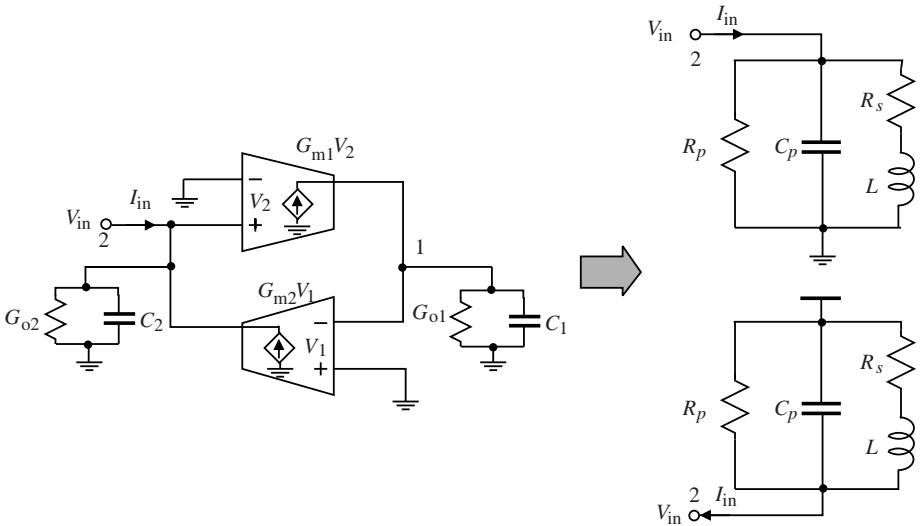 G_m1V_2
−
V_2
+
I_in
V_in
2
1
G_m2V_1
−
V_1
+
G_o2
C_2
G_o1
C_1
I_in
V_in
2
R_p
C_p
R_s
L
R_p
C_p
R_s
L
2 I_in
V_in